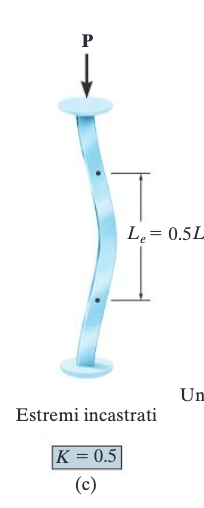 P
Lₑ = 0.5L
Un
Estremi incastrati
K = 0.5
(c)